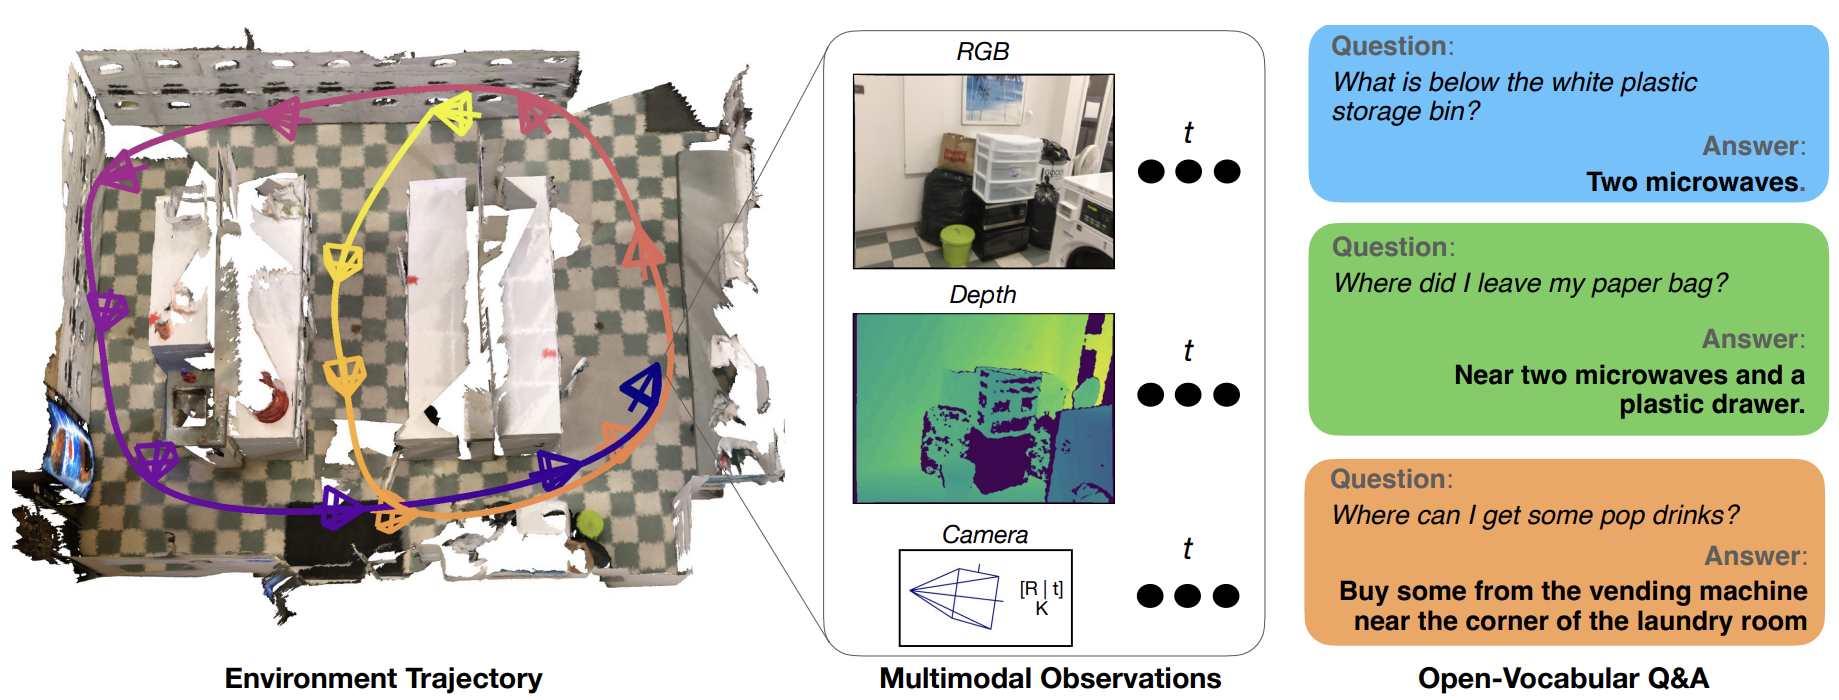 RGB
t
Depth
t
Camera
[R | t]
K
t
Question:
What is below the white plastic
storage bin?
Answer:
Two microwaves.
Question:
Where did I leave my paper bag?
Answer:
Near two microwaves and a
plastic drawer.
Question:
Where can I get some pop drinks?
Answer:
Buy some from the vending machine
near the corner of the laundry room
Environment Trajectory
Multimodal Observations
Open-Vocabular Q&A